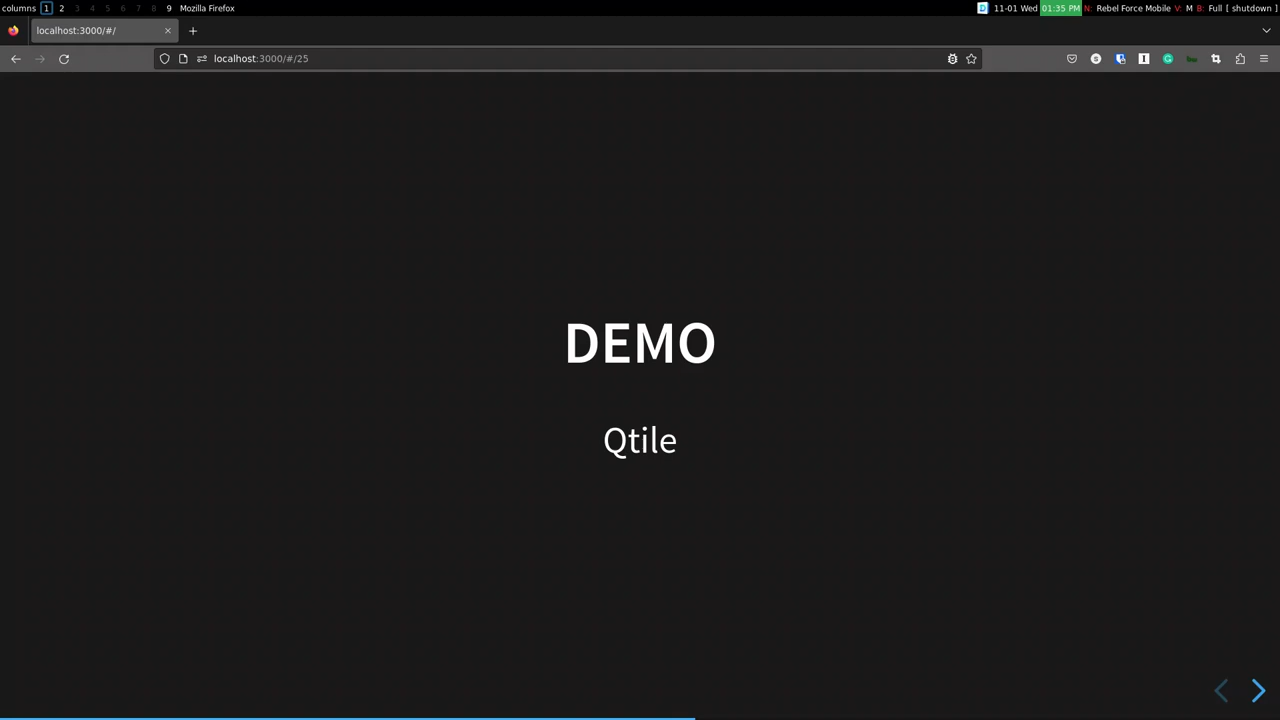 columns 1 2 3 4 5 6 7 8 9 Mozilla Firefox D 11-01 Wed 01:35 PM N: Rebel Force Mobile V: M B: Full [ shutdown ]
localhost:3000/#/
localhost:3000/#/25
DEMO
Qtile